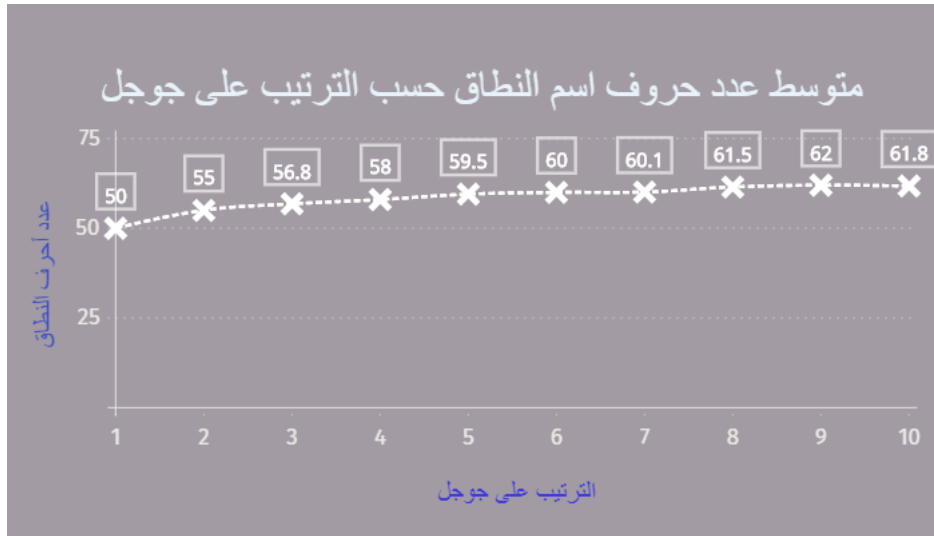 متوسط عدد حروف اسم النطاق حسب الترتيب على جوجل
75
50 55 56.8 58 59.5 60 60.1 61.5 62 61.8
50
25
عدد أحرف النطاق
1 2 3 4 5 6 7 8 9 10
الترتيب على جوجل